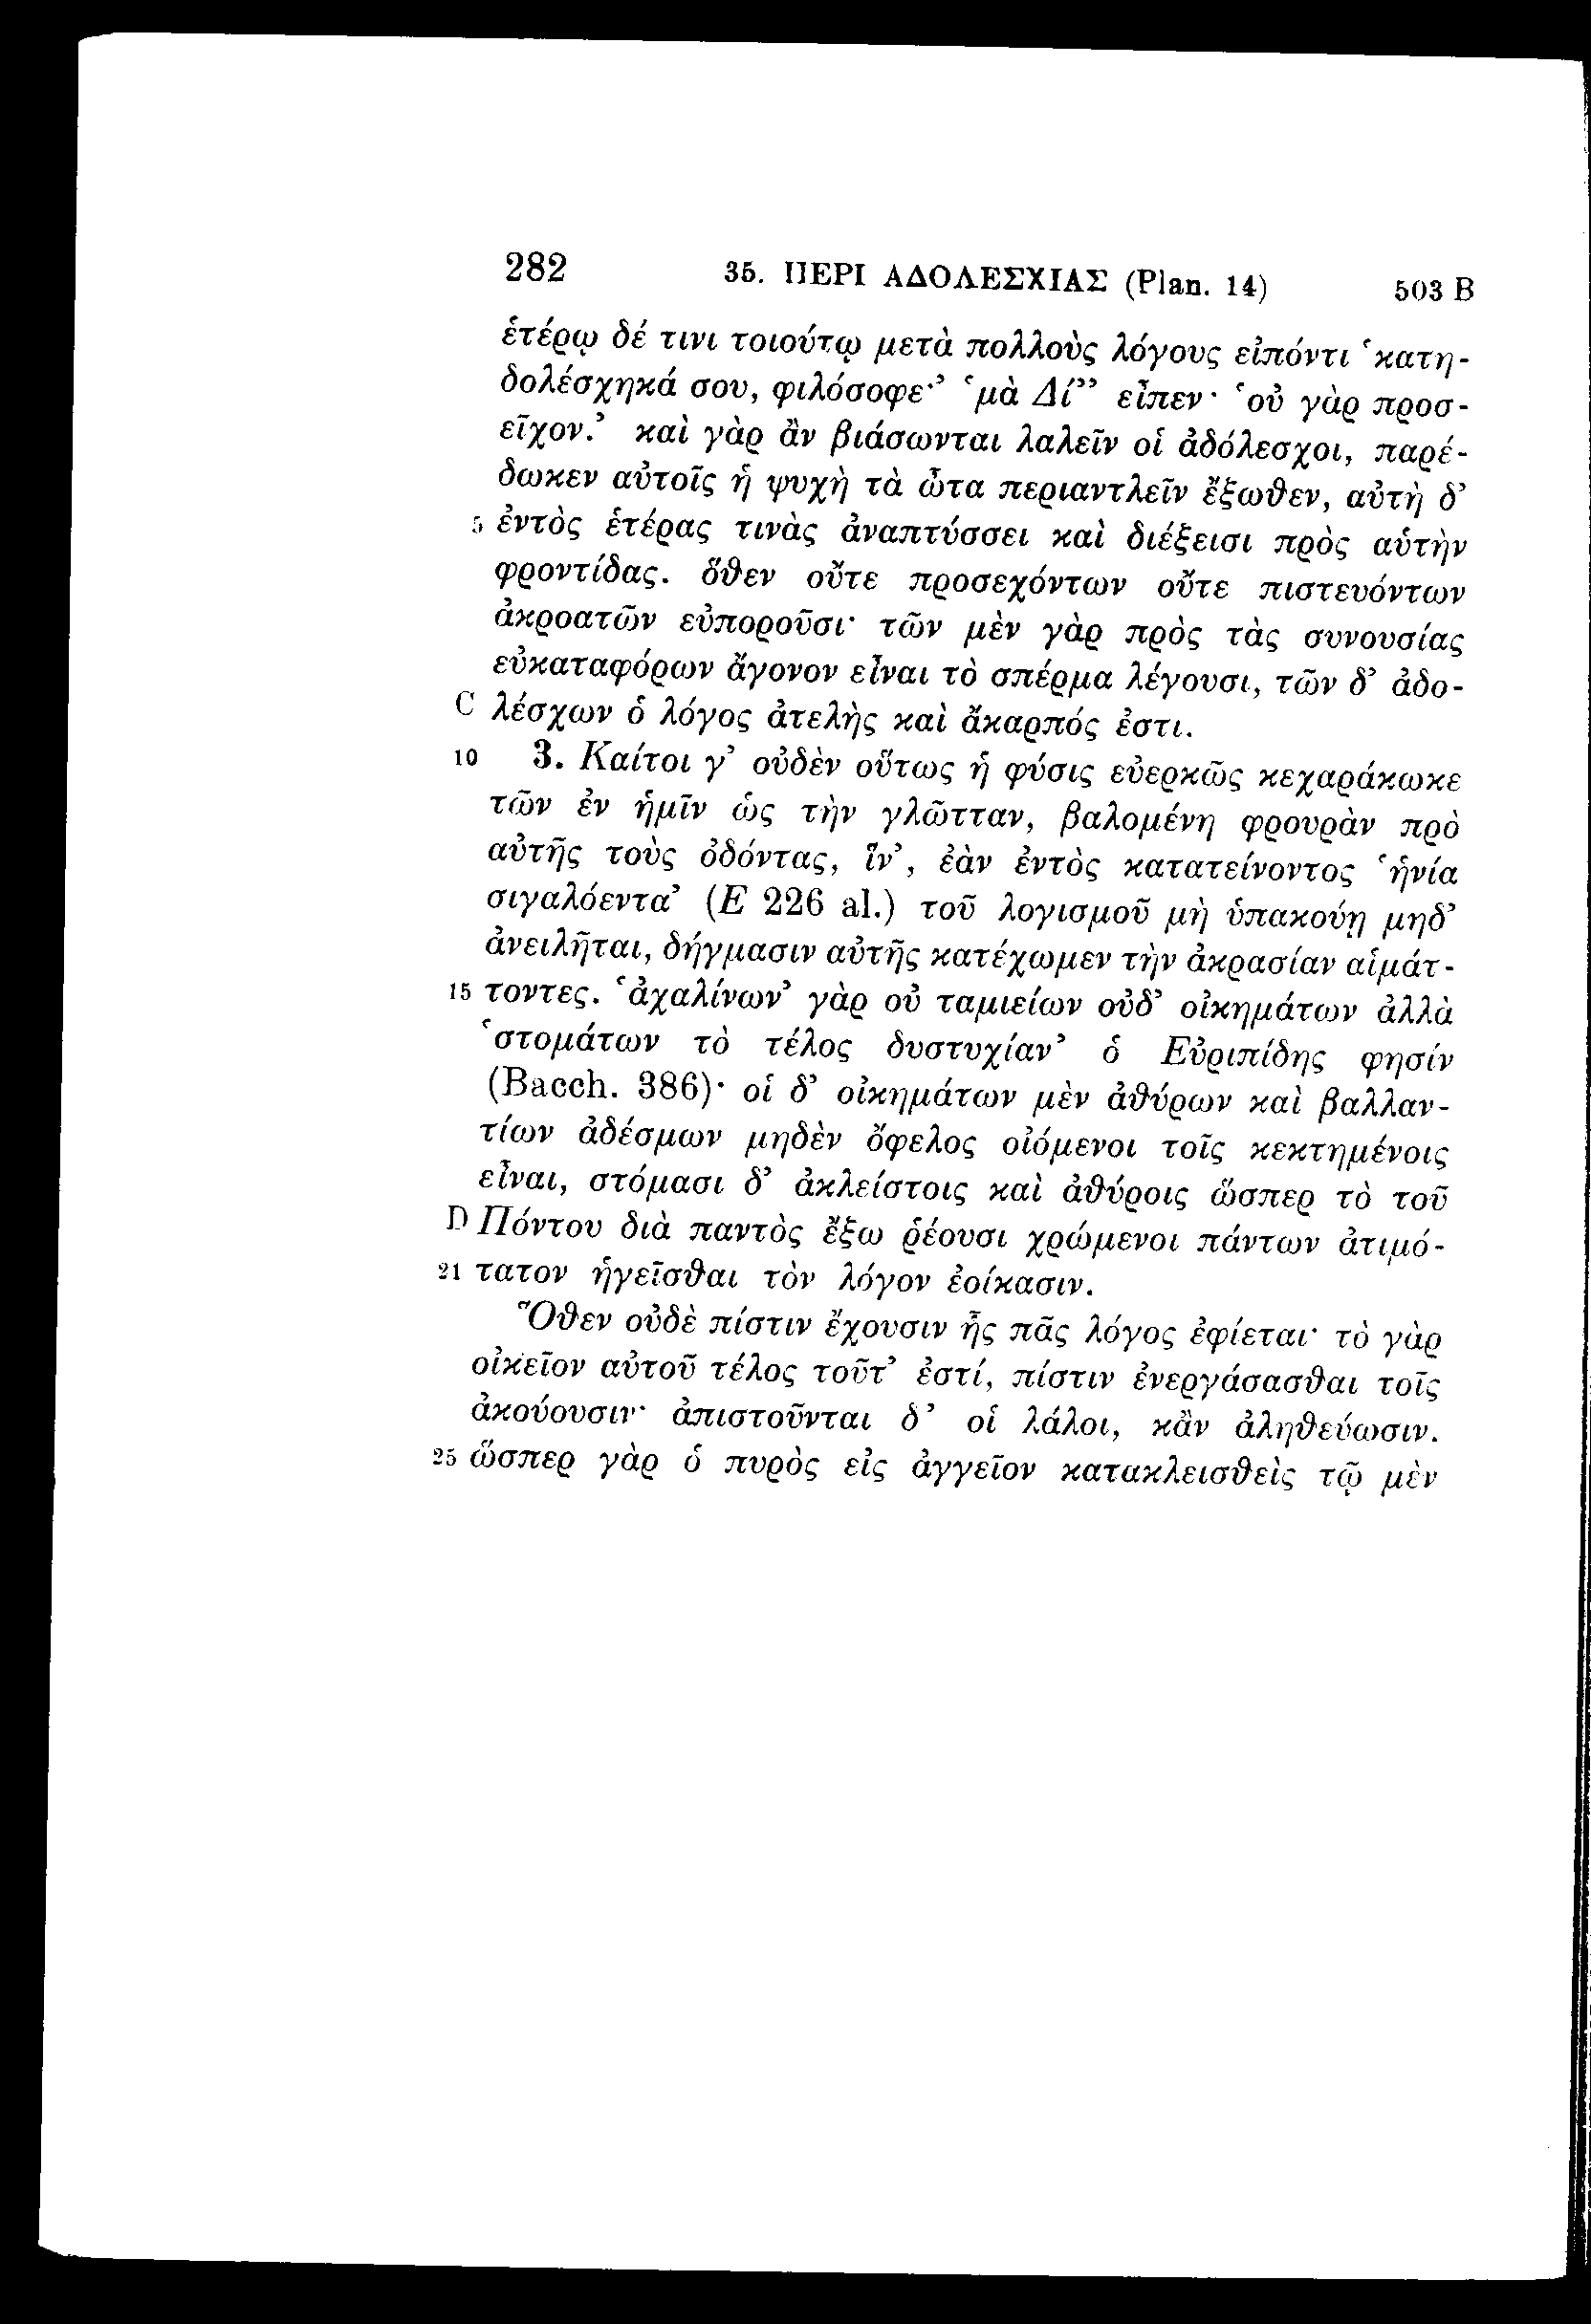 282 35. ΠΕΡΙ ΑΔΟΛΕΣΧΙΑΣ (Plan. 14) 503 B
ἑτέρῳ δέ τινι τοιούτῳ μετὰ πολλοὺς λόγους εἰπόντι ‘κατη-
δολέσχηκά σου, φιλόσοφε·’ ‘μὰ Δί’’ εἶπεν· ‘οὐ γὰρ προσ-
εῖχον.’ καὶ γὰρ ἂν βιάσωνται λαλεῖν οἱ ἀδόλεσχοι, παρέ-
δωκεν αὐτοῖς ἡ ψυχὴ τὰ ὦτα περιαντλεῖν ἔξωθεν, αὐτὴ δ’
5 ἐντὸς ἑτέρας τινὰς ἀναπτύσσει καὶ διέξεισι πρὸς αὑτὴν
φροντίδας. ὅθεν οὔτε προσεχόντων οὔτε πιστευόντων
ἀκροατῶν εὐποροῦσι· τῶν μὲν γὰρ πρὸς τὰς συνουσίας
εὐκαταφόρων ἄγονον εἶναι τὸ σπέρμα λέγουσι, τῶν δ’ ἀδο-
C λέσχων ὁ λόγος ἀτελὴς καὶ ἄκαρπός ἐστι.
10 3. Καίτοι γ’ οὐδὲν οὕτως ἡ φύσις εὐερκῶς κεχαράκωκε
τῶν ἐν ἡμῖν ὡς τὴν γλῶτταν, βαλομένη φρουρὰν πρὸ
αὐτῆς τοὺς ὀδόντας, ἵν’, ἐὰν ἐντὸς κατατείνοντος ‘ἡνία
σιγαλόεντα’ (E 226 al.) τοῦ λογισμοῦ μὴ ὑπακούῃ μηδ’
ἀνειλῆται, δήγμασιν αὐτῆς κατέχωμεν τὴν ἀκρασίαν αἱμάτ-
15 τοντες. ‘ἀχαλίνων’ γὰρ οὐ ταμιείων οὐδ’ οἰκημάτων ἀλλὰ
‘στομάτων τὸ τέλος δυστυχίαν’ ὁ Εὐριπίδης φησίν
(Bacch. 386)· οἱ δ’ οἰκημάτων μὲν ἀθύρων καὶ βαλλαν-
τίων ἀδέσμων μηδὲν ὄφελος οἰόμενοι τοῖς κεκτημένοις
εἶναι, στόμασι δ’ ἀκλείστοις καὶ ἀθύροις ὥσπερ τὸ τοῦ
D Πόντου διὰ παντὸς ἔξω ῥέουσι χρώμενοι πάντων ἀτιμό-
21 τατον ἡγεῖσθαι τὸν λόγον ἐοίκασιν.
Ὅθεν οὐδὲ πίστιν ἔχουσιν ἧς πᾶς λόγος ἐφίεται· τὸ γὰρ
οἰκεῖον αὐτοῦ τέλος τοῦτ’ ἐστί, πίστιν ἐνεργάσασθαι τοῖς
ἀκούουσιν· ἀπιστοῦνται δ’ οἱ λάλοι, κἂν ἀληθεύωσιν.
25 ὥσπερ γὰρ ὁ πυρὸς εἰς ἀγγεῖον κατακλεισθεὶς τῷ μὲν